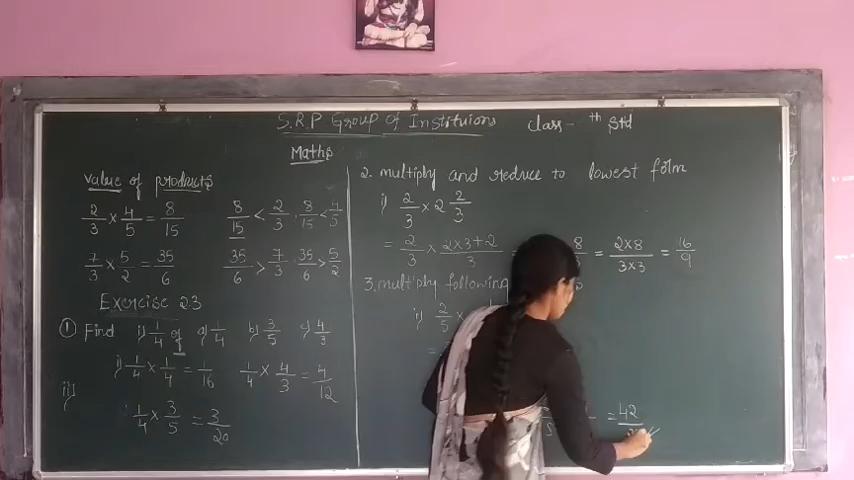 S.R.P Group of Instituions class - th Std
Maths
value of products
2/3 × 4/5 = 8/15 8/15 < 2/3 . 8/15 < 4/5
7/3 × 5/2 = 35/6 35/6 > 7/3 . 35/6 > 5/2
Exercise 2.3
① Find i) 1/4 of a) 1/4 b) 3/5 c) 4/3
i) 1/4 × 1/4 = 1/16 1/4 × 4/3 = 4/12
ii)
1/4 × 3/5 = 3/20
2. multiply and reduce to lowest form
i) 2/3 × 2 2/3
= 2/3 × 2×3+2/3 = 2×8/3×3 = 16/9
3. multiply following
2/5 ×
= 42